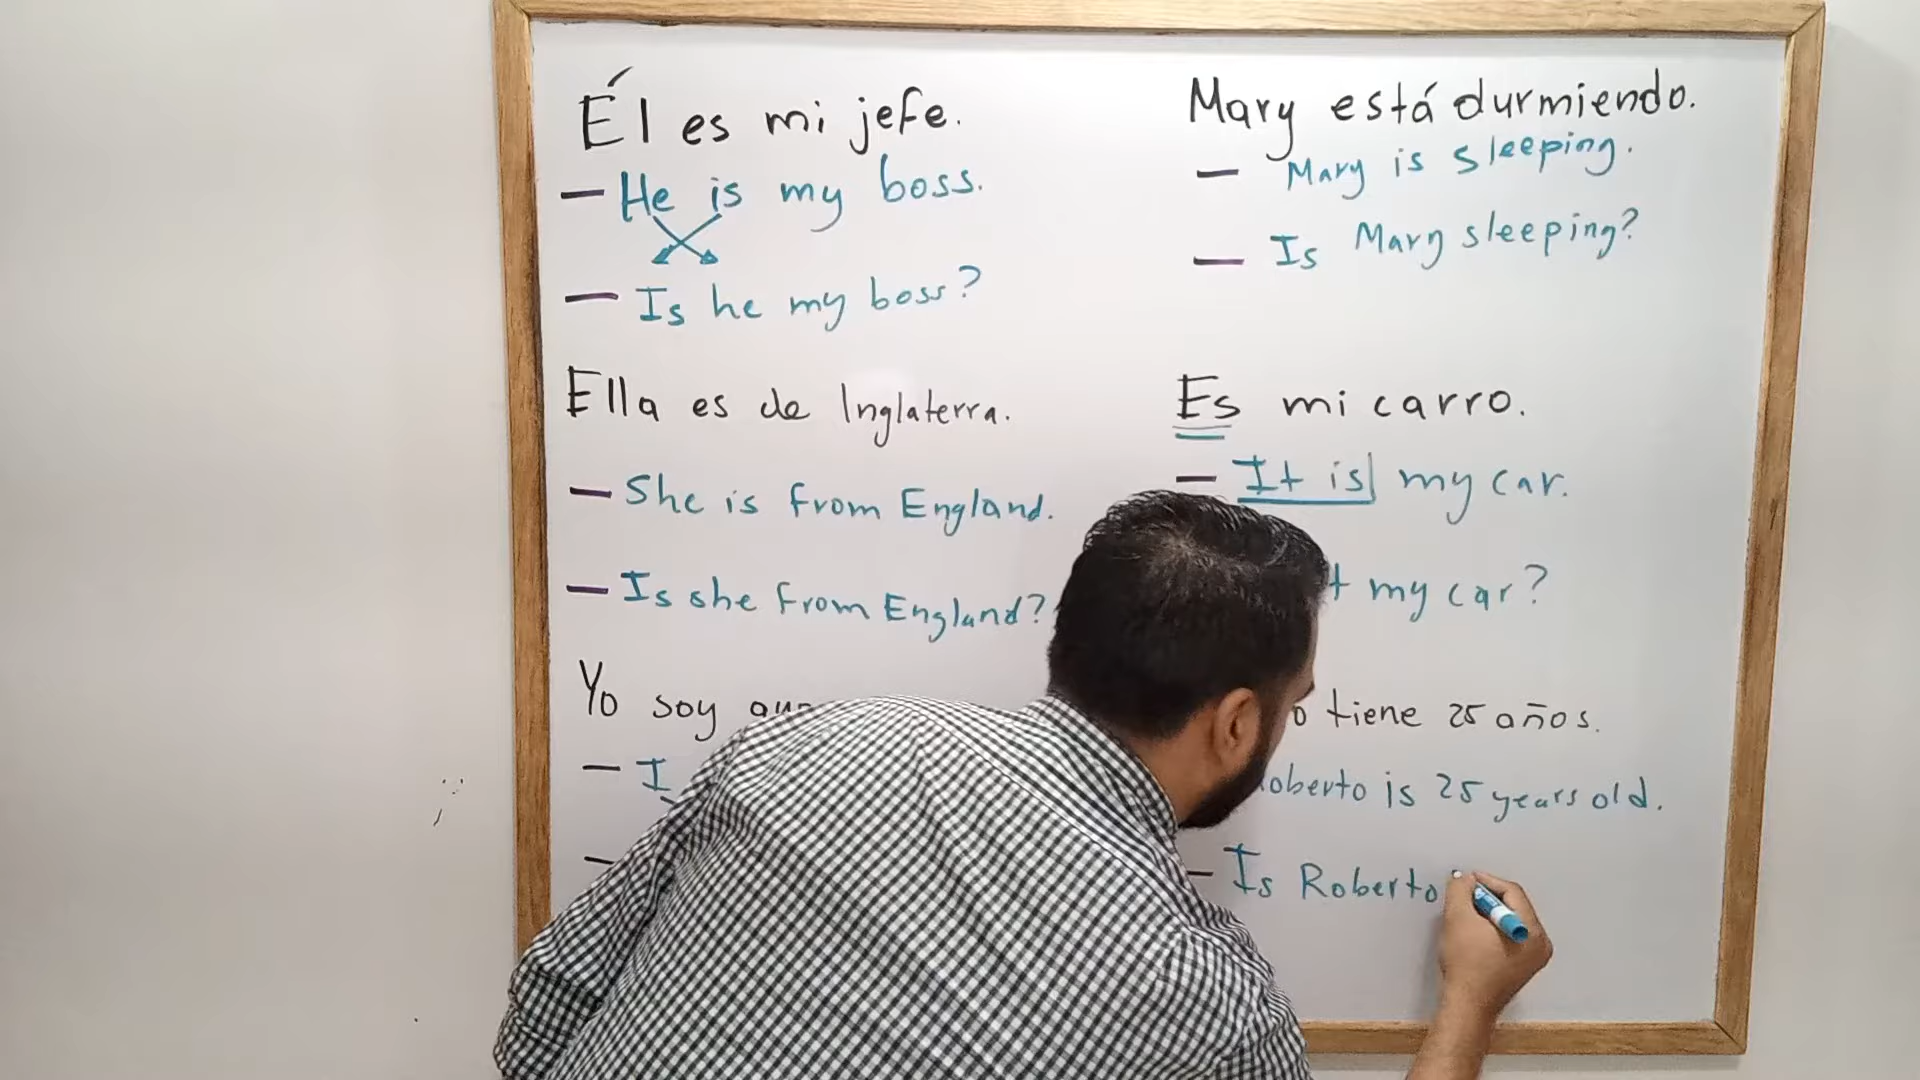 Él es mi jefe.
— He is my boss.
— Is he my boss?
Ella es de Inglaterra.
— She is from England.
— Is she from England?
Yo soy
— I
Mary está durmiendo.
— Mary is sleeping.
— Is Mary sleeping?
Es mi carro.
— It is my car.
my car?
tiene 25 años.
is 25 years old.
— Is Roberto